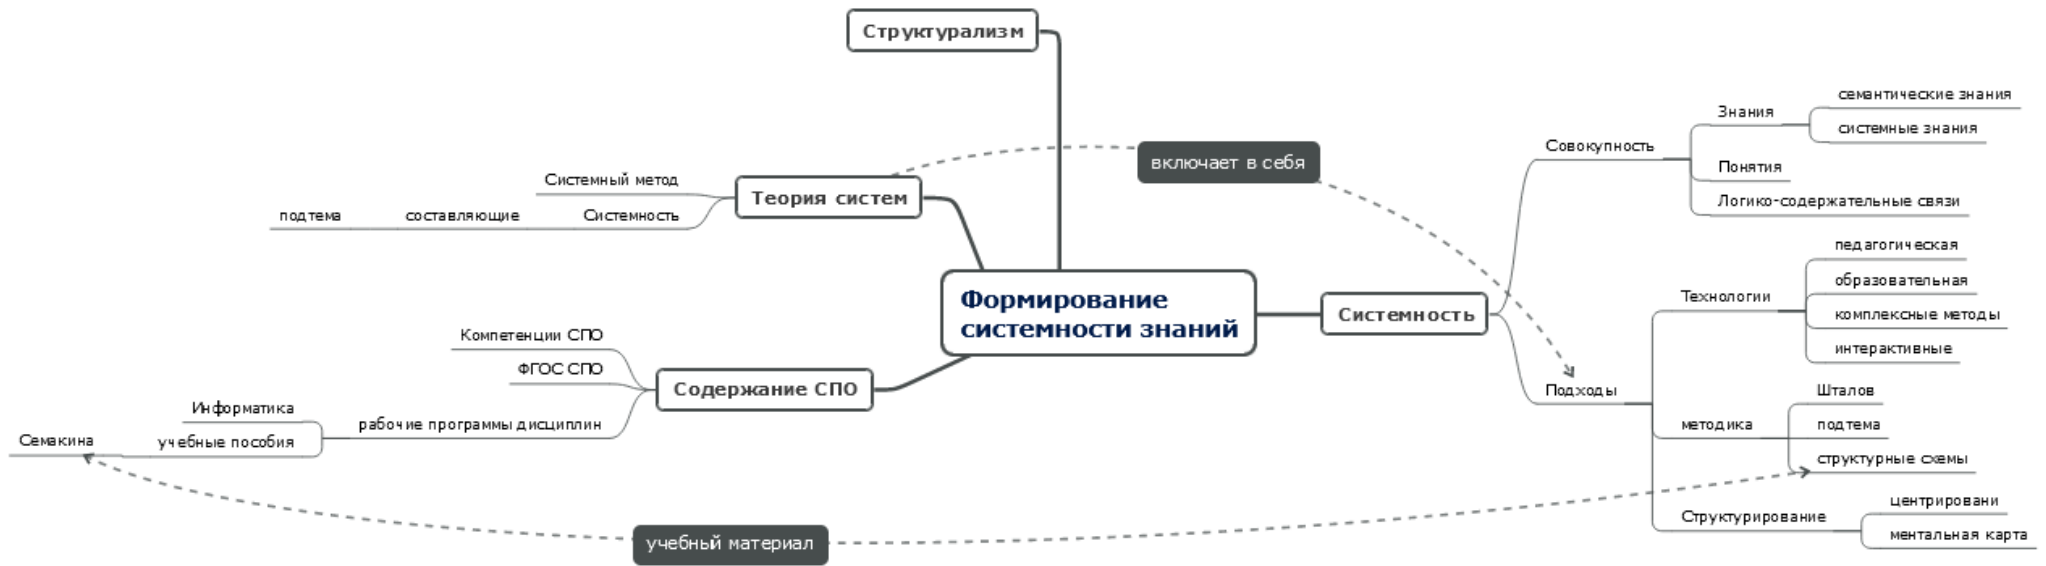 Структурализм
семантические знания
Знания
системные знания
Совокупность
включает в себя
Понятия
Системный метод
Теория систем
Логико-содержательные связи
подтема
составляющие
Системность
педагогическая
образовательная
Технологии
Формирование
системности знаний
Системность
комплексные методы
Компетенции СПО
интерактивные
ФГОС СПО
Содержание СПО
Подходы
Шталов
Информатика
рабочие программы дисциплин
методика
подтема
Семакина
учебные пособия
структурные схемы
центрировани
Структурирование
ментальная карта
учебный материал